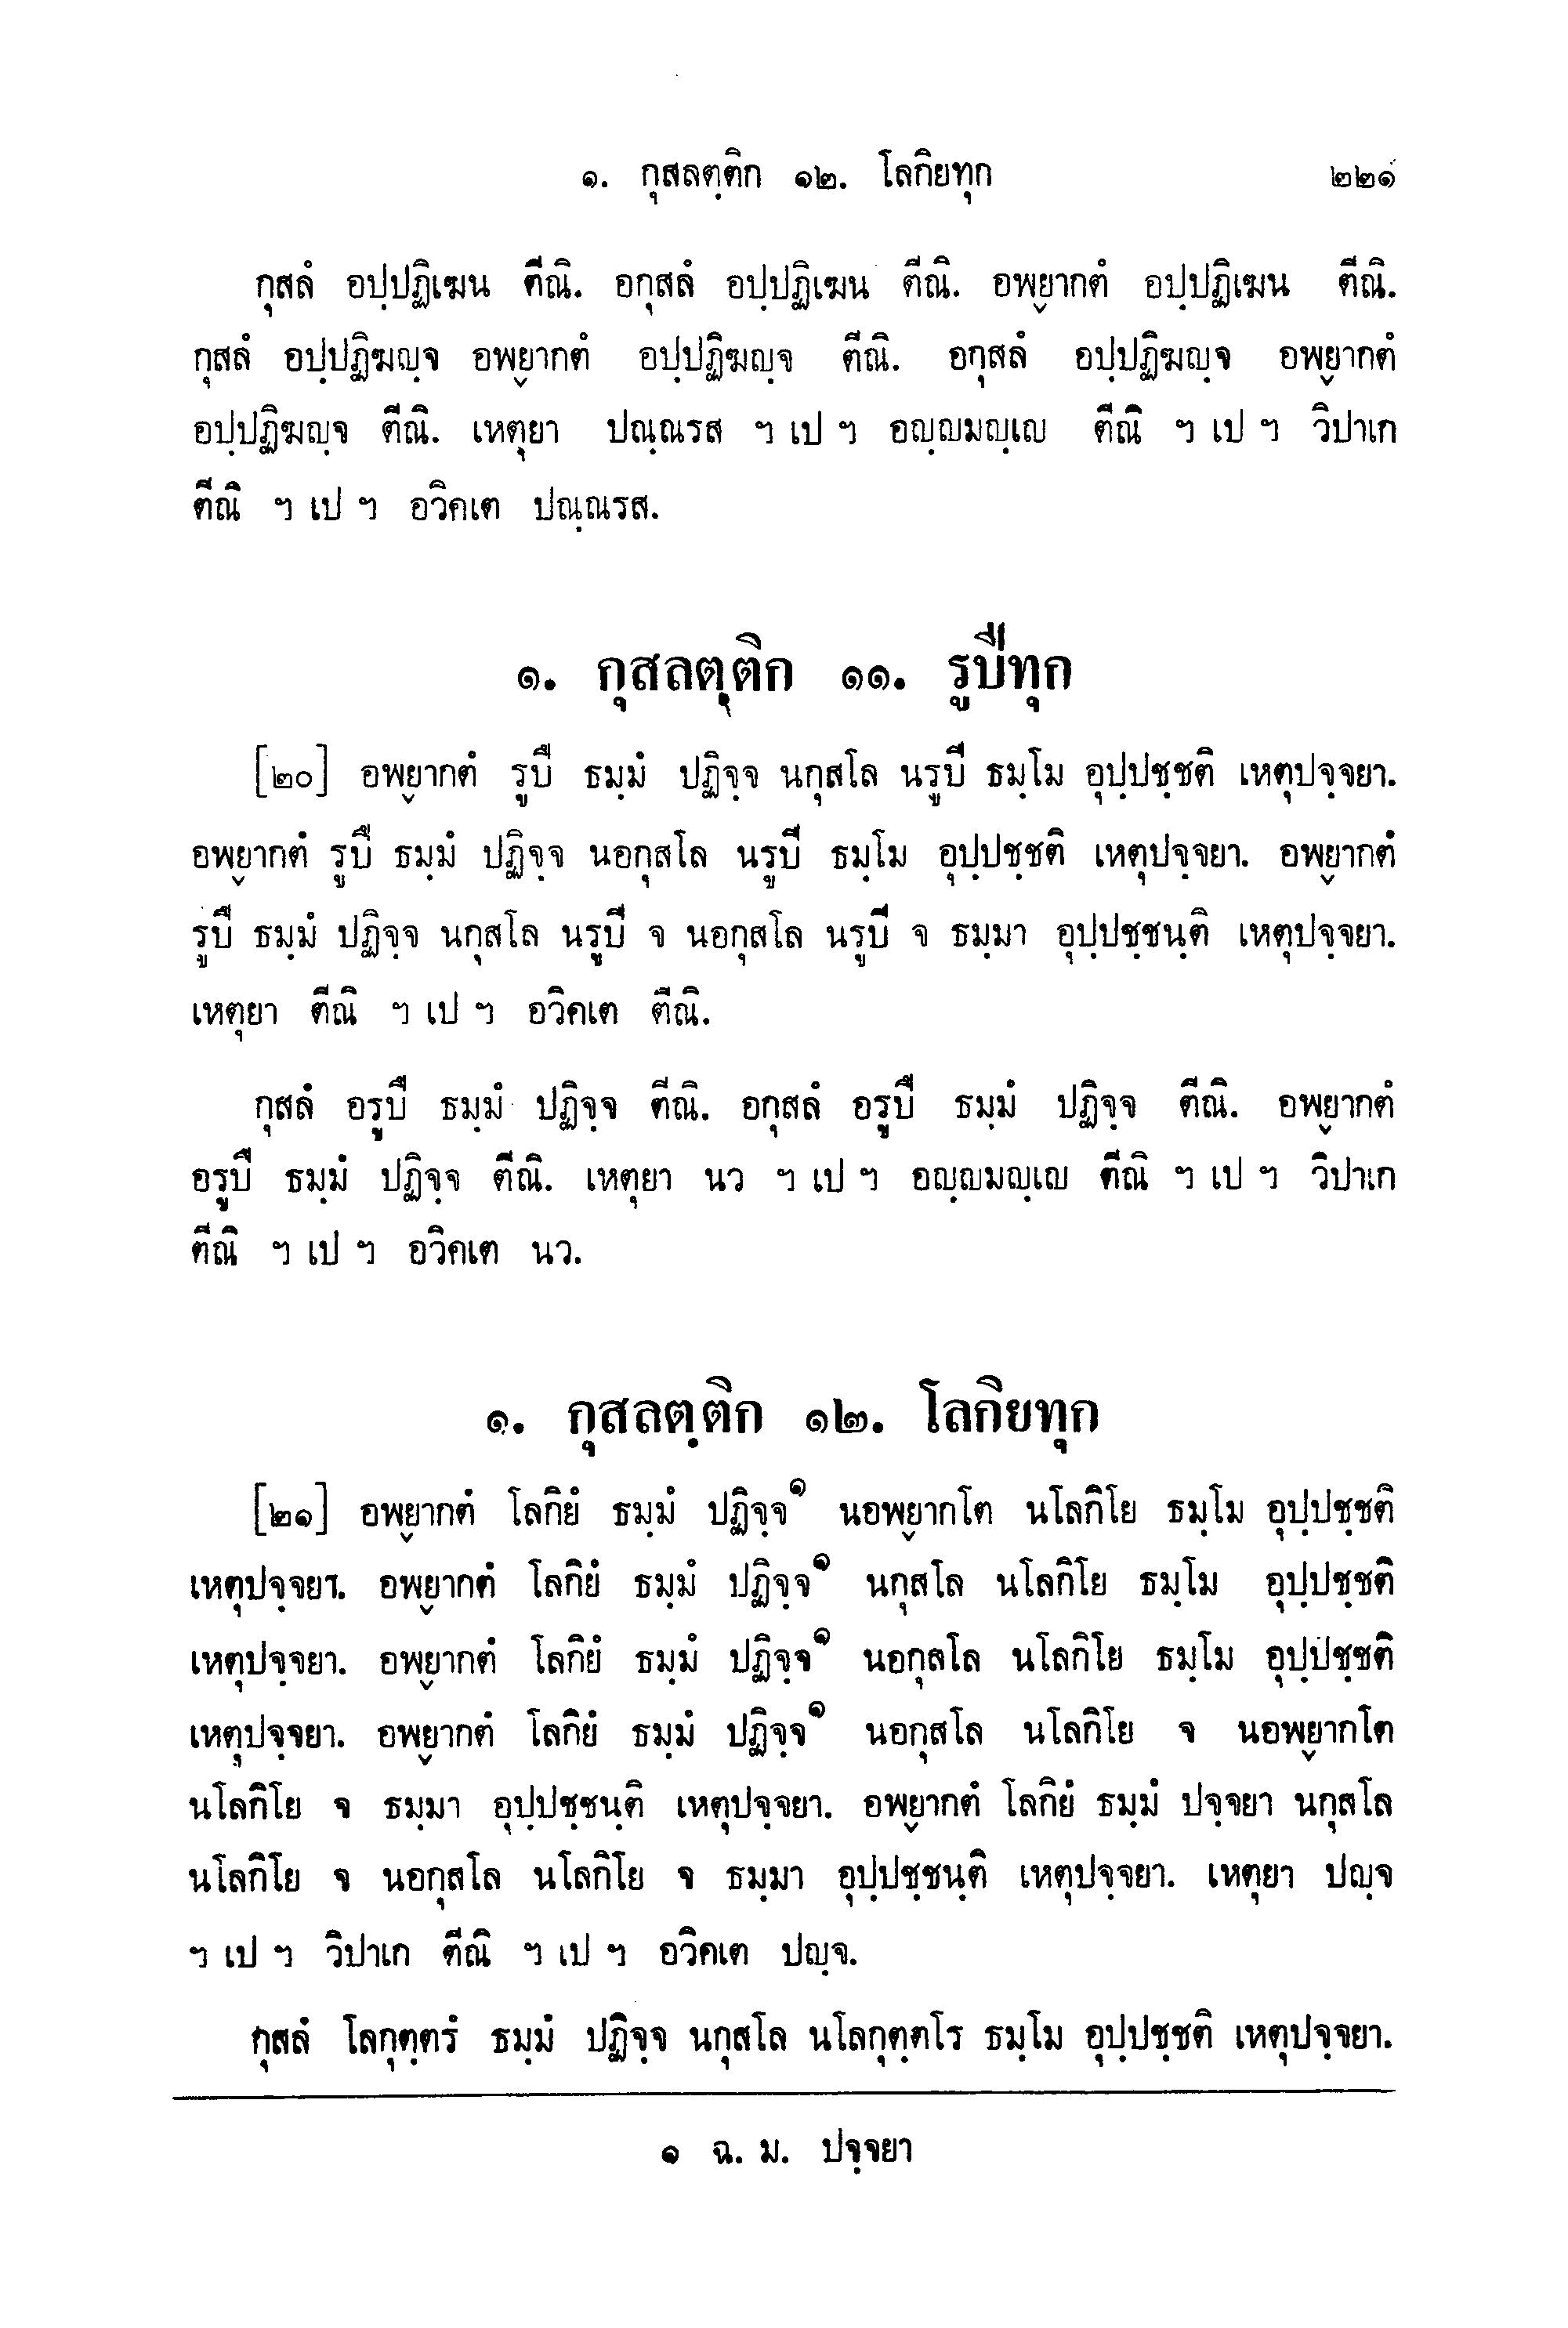 ๑. กุสลตฺติก ๑๒. โลกิยทุก ๒๒๑
กุสลํ อปฺปฏิเฆน ตีณิ. อกุสลํ อปฺปฏิเฆน ตีณิ. อพฺยากตํ อปฺปฏิเฆน ตีณิ.
กุสลํ อปฺปฏิฆญฺจ อพฺยากตํ อปฺปฏิฆญฺจ ตีณิ. อกุสลํ อปฺปฏิฆญฺจ อพฺยากตํ
อปฺปฏิฆญฺจ ตีณิ. เหตุยา ปณฺณรส ฯ เป ฯ อญฺญมญฺเญ ตีณิ ฯ เป ฯ วิปาเก
ตีณิ ฯ เป ฯ อวิคเต ปณฺณรส.
๑. กุสลตฺติก ๑๑. รูปีทุก
[๒๐] อพฺยากตํ รูปึ ธมฺมํ ปฏิจฺจ นกุสโล นรูปี ธมฺโม อุปฺปชฺชติ เหตุปจฺจยา.
อพฺยากตํ รูปึ ธมฺมํ ปฏิจฺจ นอกุสโล นรูปี ธมฺโม อุปฺปชฺชติ เหตุปจฺจยา. อพฺยากตํ
รูปึ ธมฺมํ ปฏิจฺจ นกุสโล นรูปี จ นอกุสโล นรูปี จ ธมฺมา อุปฺปชฺชนฺติ เหตุปจฺจยา.
เหตุยา ตีณิ ฯ เป ฯ อวิคเต ตีณิ.
กุสลํ อรูปึ ธมฺมํ ปฏิจฺจ ตีณิ. อกุสลํ อรูปึ ธมฺมํ ปฏิจฺจ ตีณิ. อพฺยากตํ
อรูปึ ธมฺมํ ปฏิจฺจ ตีณิ. เหตุยา นว ฯ เป ฯ อญฺญมญฺเญ ตีณิ ฯ เป ฯ วิปาเก
ตีณิ ฯ เป ฯ อวิคเต นว.
๑. กุสลตฺติก ๑๒. โลกิยทุก
[๒๑] อพฺยากตํ โลกิยํ ธมฺมํ ปฏิจฺจ๑ นอพฺยากโต นโลกิโย ธมฺโม อุปฺปชฺชติ
เหตุปจฺจยา. อพฺยากตํ โลกิยํ ธมฺมํ ปฏิจฺจ๑ นกุสโล นโลกิโย ธมฺโม อุปฺปชฺชติ
เหตุปจฺจยา. อพฺยากตํ โลกิยํ ธมฺมํ ปฏิจฺจ๑ นอกุสโล นโลกิโย ธมฺโม อุปฺปชฺชติ
เหตุปจฺจยา. อพฺยากตํ โลกิยํ ธมฺมํ ปฏิจฺจ๑ นอกุสโล นโลกิโย จ นอพฺยากโต
นโลกิโย จ ธมฺมา อุปฺปชฺชนฺติ เหตุปจฺจยา. อพฺยากตํ โลกิยํ ธมฺมํ ปจฺจยา นกุสโล
นโลกิโย จ นอกุสโล นโลกิโย จ ธมฺมา อุปฺปชฺชนฺติ เหตุปจฺจยา. เหตุยา ปญฺจ
ฯ เป ฯ วิปาเก ตีณิ ฯ เป ฯ อวิคเต ปญฺจ.
กุสลํ โลกุตฺตรํ ธมฺมํ ปฏิจฺจ นกุสโล นโลกุตฺตโร ธมฺโม อุปฺปชฺชติ เหตุปจฺจยา.
๑ ฉ. ม. ปจฺจยา